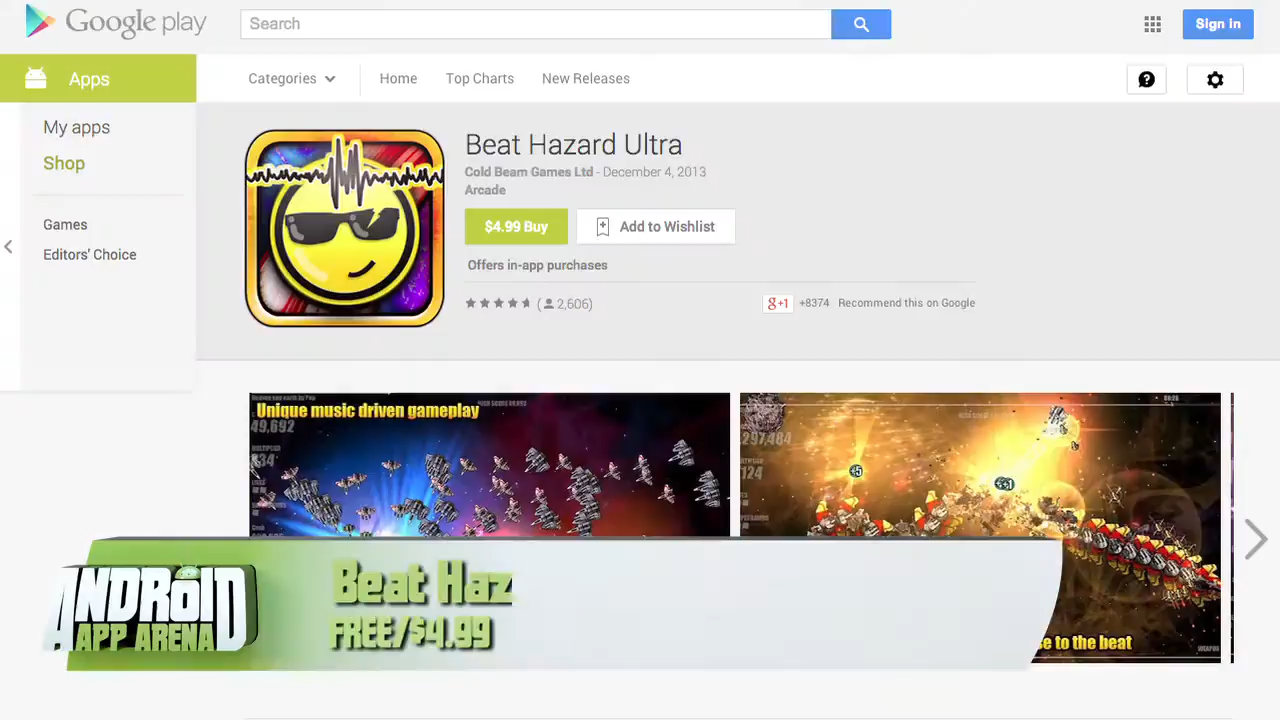 Google play
Search
Sign in
Apps
Categories
Home
Top Charts
New Releases
My apps
Shop
Games
Editors' Choice
Beat Hazard Ultra
Cold Beam Games Ltd - December 4, 2013
Arcade
$4.99 Buy
Add to Wishlist
Offers in-app purchases
(2,606)
g+1
+8374
Recommend this on Google
Unique music driven gameplay
49,692
297,484
124
+5
+1
e to the beat
ANDROID
APP ARENA
Beat Haz
FREE/$4.99